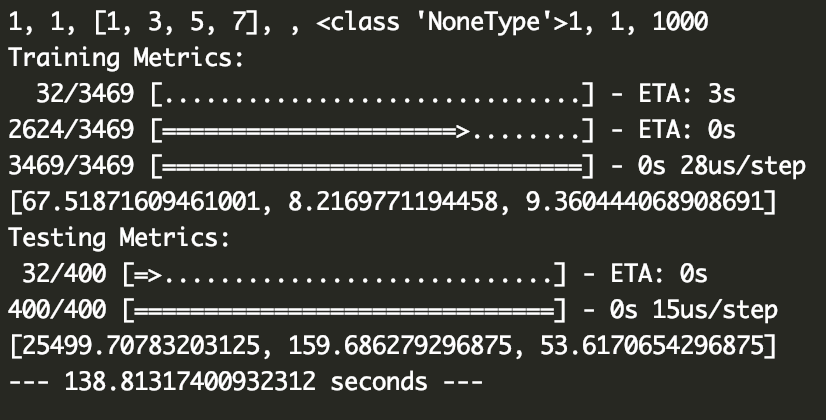 1, 1, [1, 3, 5, 7], , <class 'NoneType'>1, 1, 1000
Training Metrics:
32/3469 [..............................] - ETA: 3s
2624/3469 [=====================>........] - ETA: 0s
3469/3469 [==============================] - 0s 28us/step
[67.51871609461001, 8.2169771194458, 9.360444068908691]
Testing Metrics:
32/400 [=>............................] - ETA: 0s
400/400 [==============================] - 0s 15us/step
[25499.70783203125, 159.686279296875, 53.6170654296875]
--- 138.81317400932312 seconds ---